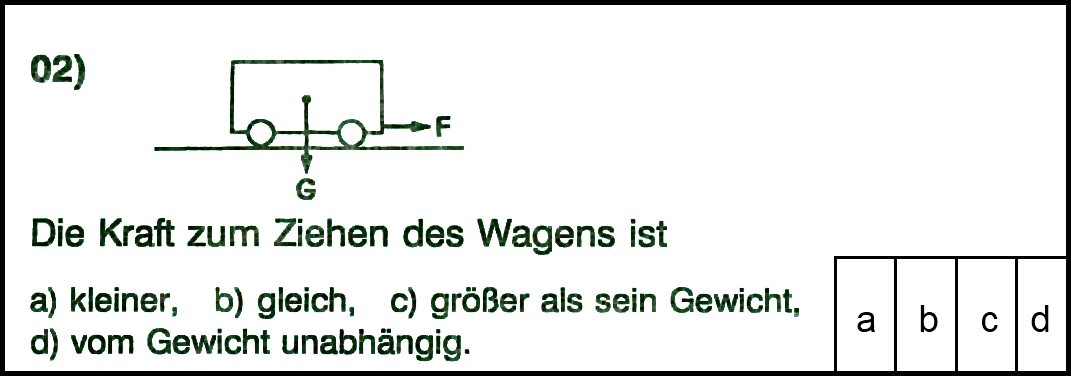 02)
F
G
Die Kraft zum Ziehen des Wagens ist
a) kleiner, b) gleich, c) größer als sein Gewicht,
d) vom Gewicht unabhängig.
a b c d